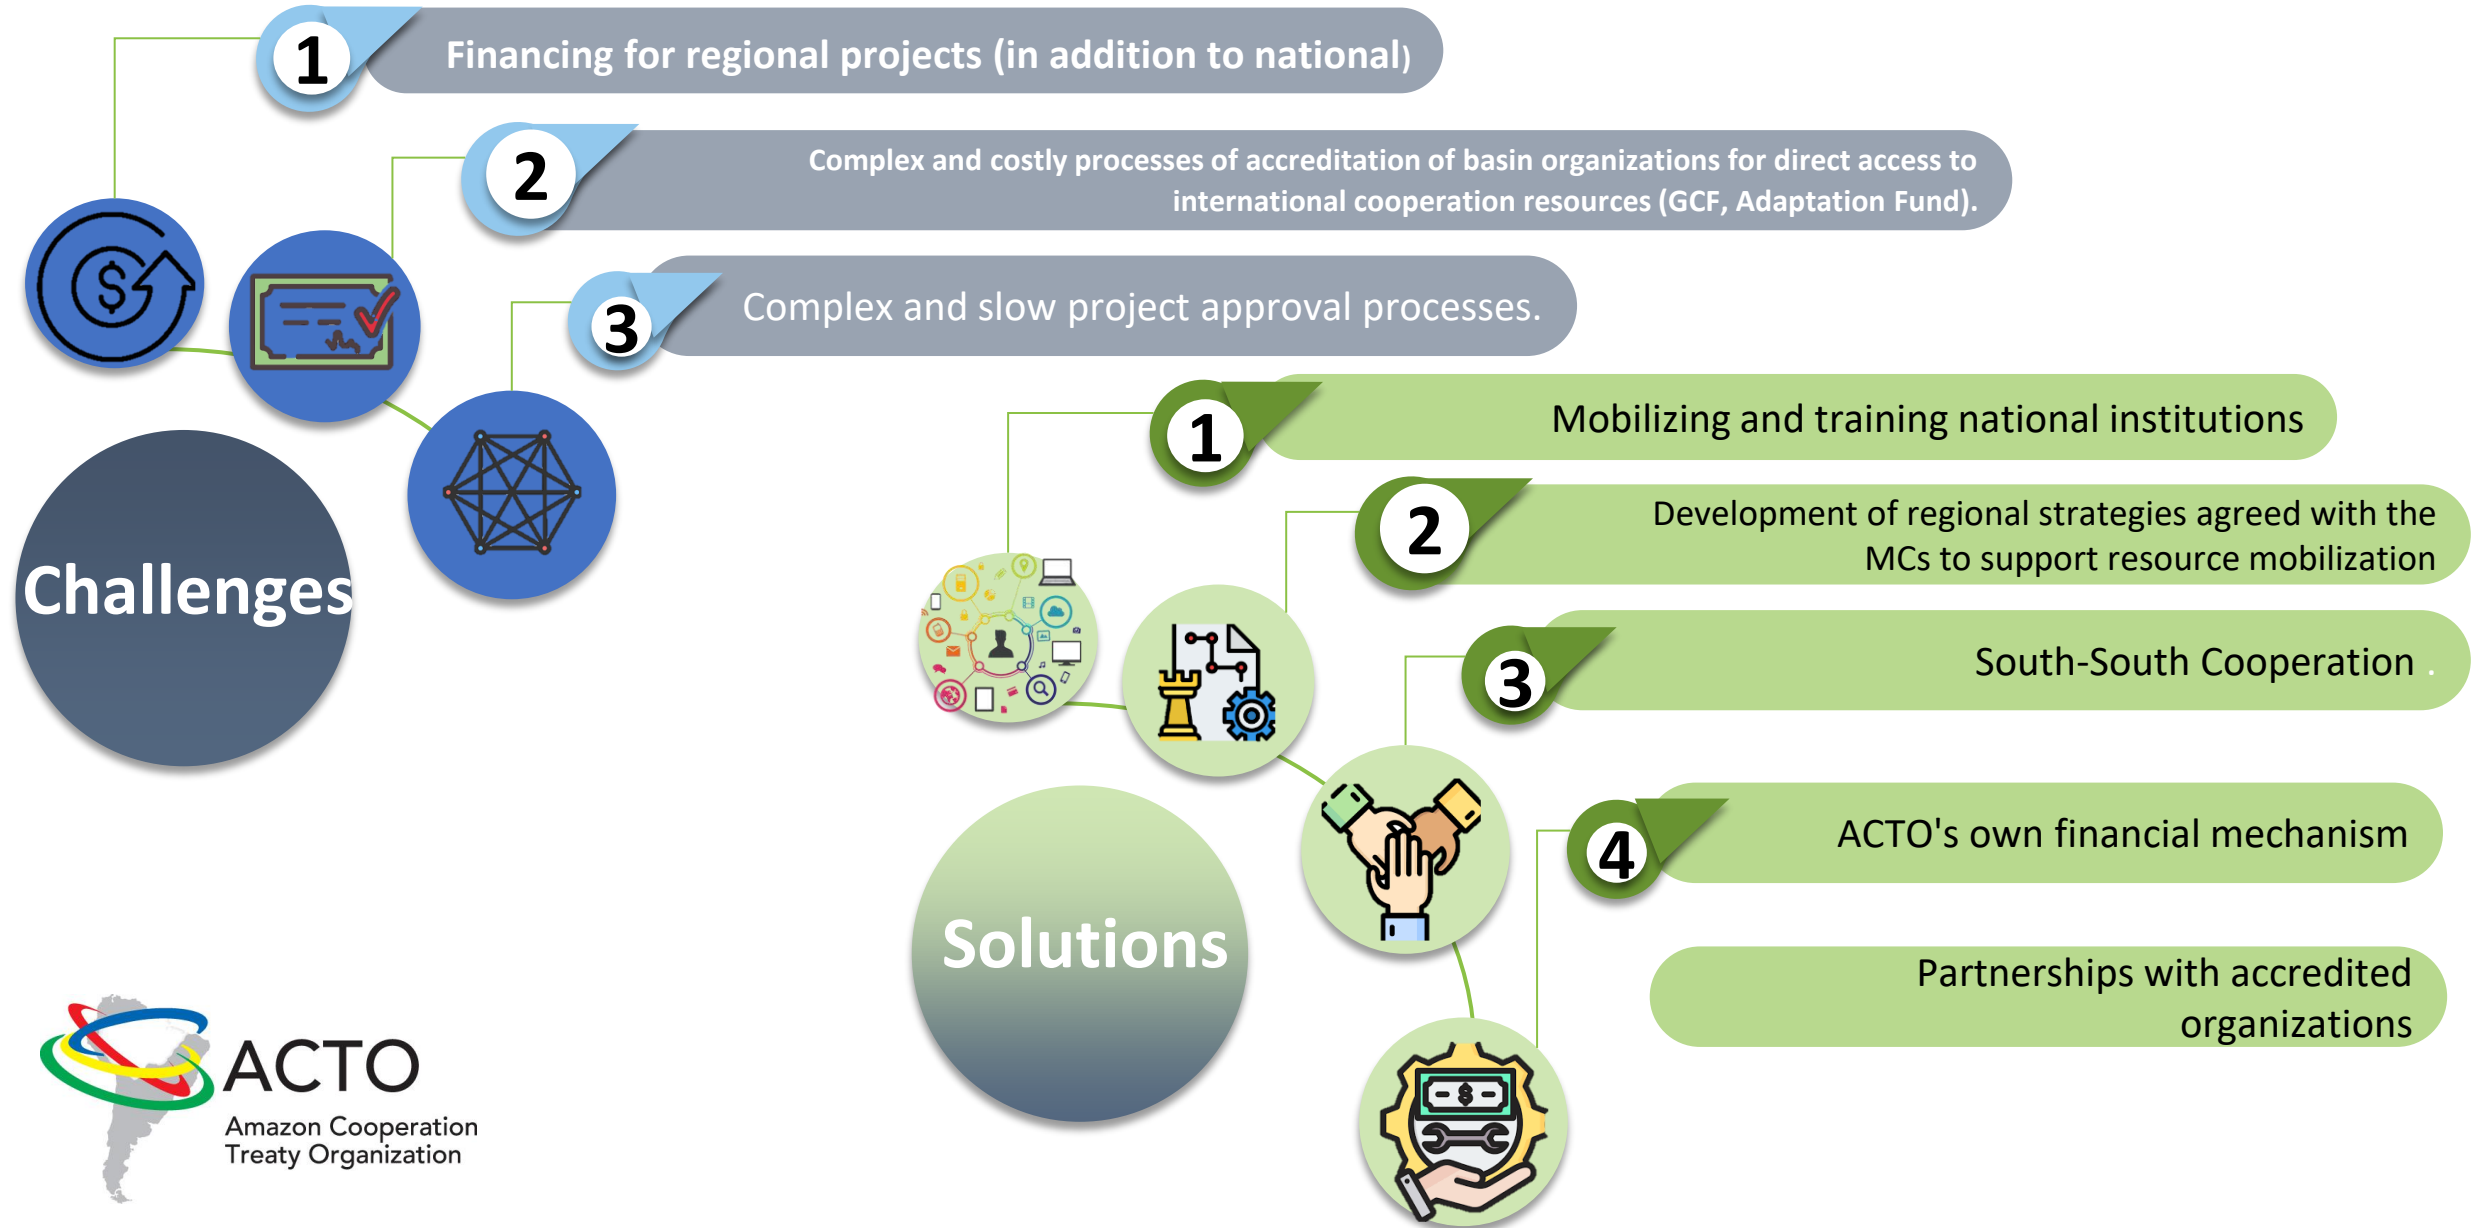 1
Financing for regional projects (in addition to national)
2
Complex and costly processes of accreditation of basin organizations for direct access to
international cooperation resources (GCF, Adaptation Fund).
3
Complex and slow project approval processes.
Challenges
1
Mobilizing and training national institutions
2
Development of regional strategies agreed with the
MCs to support resource mobilization
3
South-South Cooperation .
4
ACTO's own financial mechanism
Partnerships with accredited
organizations
Solutions
ACTO
Amazon Cooperation
Treaty Organization